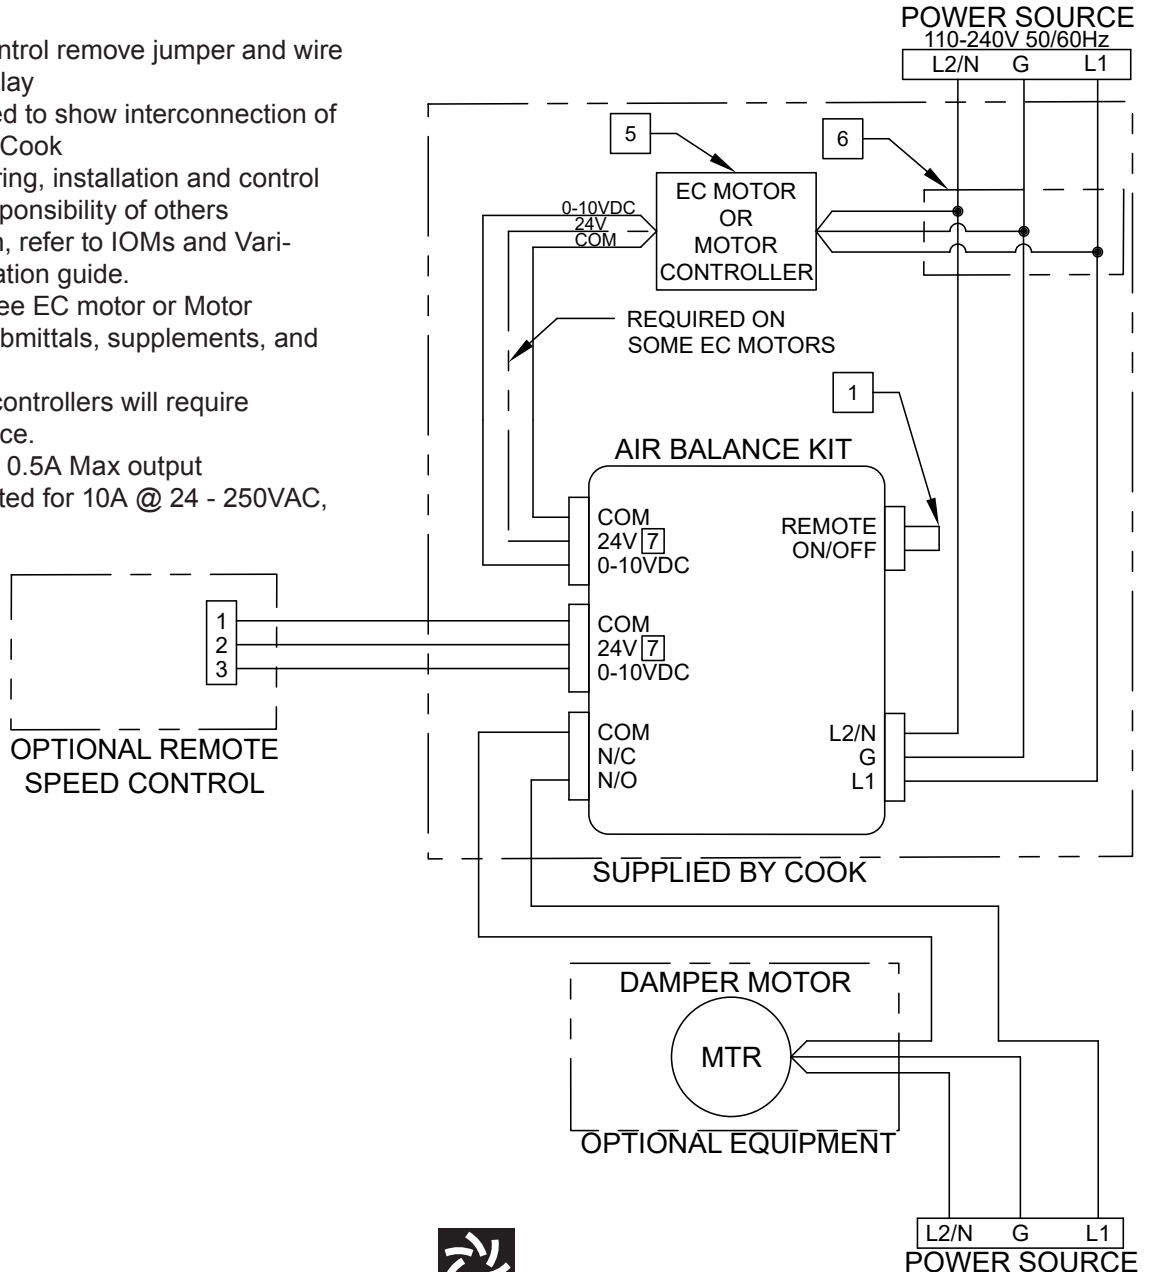 POWER SOURCE
110-240V 50/60Hz
L2/N G L1
ntrol remove jumper and wire
lay
ed to show interconnection of
Cook
ring, installation and control
sponsibility of others
n, refer to IOMs and Vari-
ation guide.
ee EC motor or Motor
bmittals, supplements, and
controllers will require
ce.
0.5A Max output
ted for 10A @ 24 - 250VAC,
5
6
EC MOTOR
OR
MOTOR
CONTROLLER
0-10VDC
24V
COM
REQUIRED ON
SOME EC MOTORS
1
AIR BALANCE KIT
COM
24V 7
0-10VDC
REMOTE
ON/OFF
COM
24V 7
0-10VDC
COM
N/C
N/O
L2/N
G
L1
1
2
3
OPTIONAL REMOTE
SPEED CONTROL
SUPPLIED BY COOK
DAMPER MOTOR
MTR
OPTIONAL EQUIPMENT
L2/N G L1
POWER SOURCE